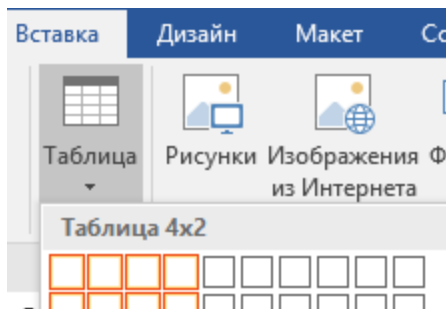 Вставка Дизайн Макет
Таблица Рисунки Изображения
из Интернета
Таблица 4x2